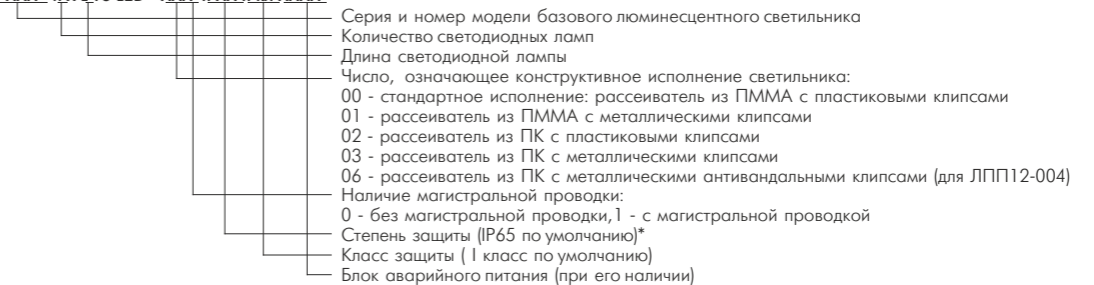 Серия и номер модели базового люминесцентного светильника
Количество светодиодных ламп
Длина светодиодной лампы
Число, означающее конструктивное исполнение светильника:
00 - стандартное исполнение: рассеиватель из ПММА с пластиковыми клипсами
01 - рассеиватель из ПММА с металлическими клипсами
02 - рассеиватель из ПК с пластиковыми клипсами
03 - рассеиватель из ПК с металлическими клипсами
06 - рассеиватель из ПК с металлическими антивандальными клипсами (для ЛПП12-004)
Наличие магистральной проводки:
0 - без магистральной проводки,1 - с магистральной проводкой
Степень защиты (IP65 по умолчанию)*
Класс защиты ( I класс по умолчанию)
Блок аварийного питания (при его наличии)